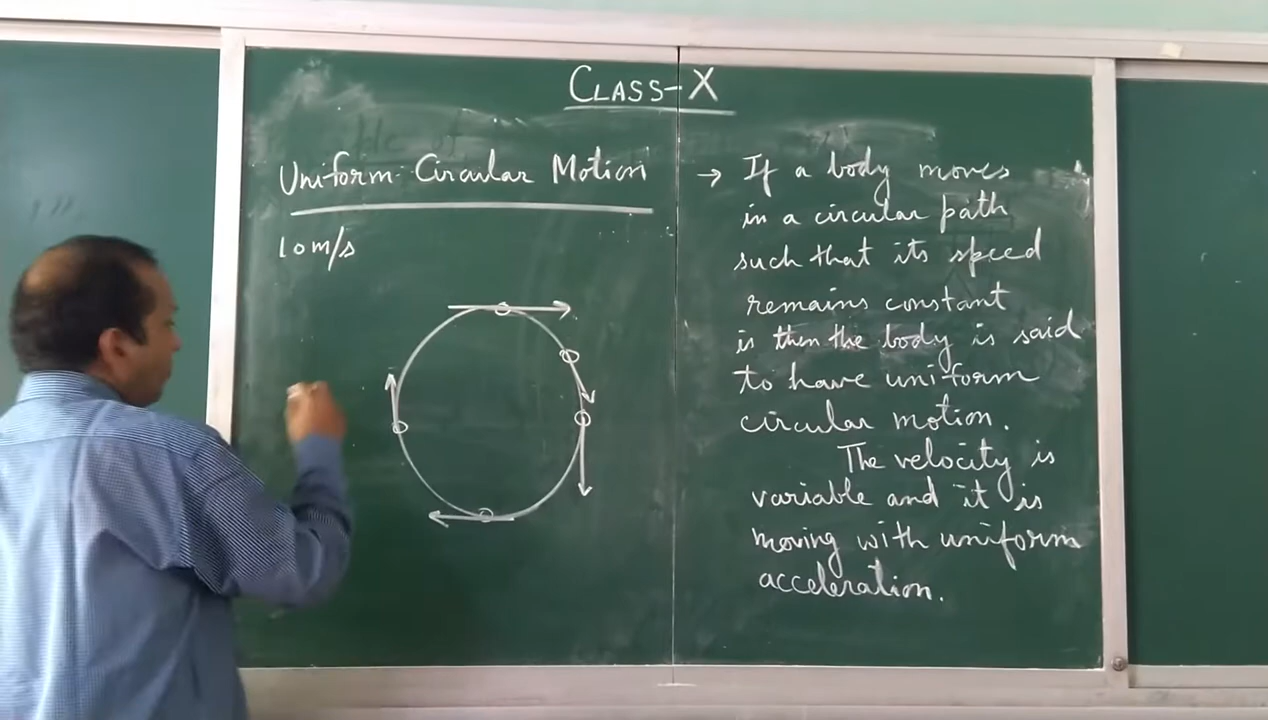 CLASS-X
Uniform Circular Motion
10 m/s
→ If a body moves
in a circular path
such that its speed
remains constant
is then the body is said
to have uniform
circular motion.
The velocity is
variable and it is
moving with uniform
acceleration.